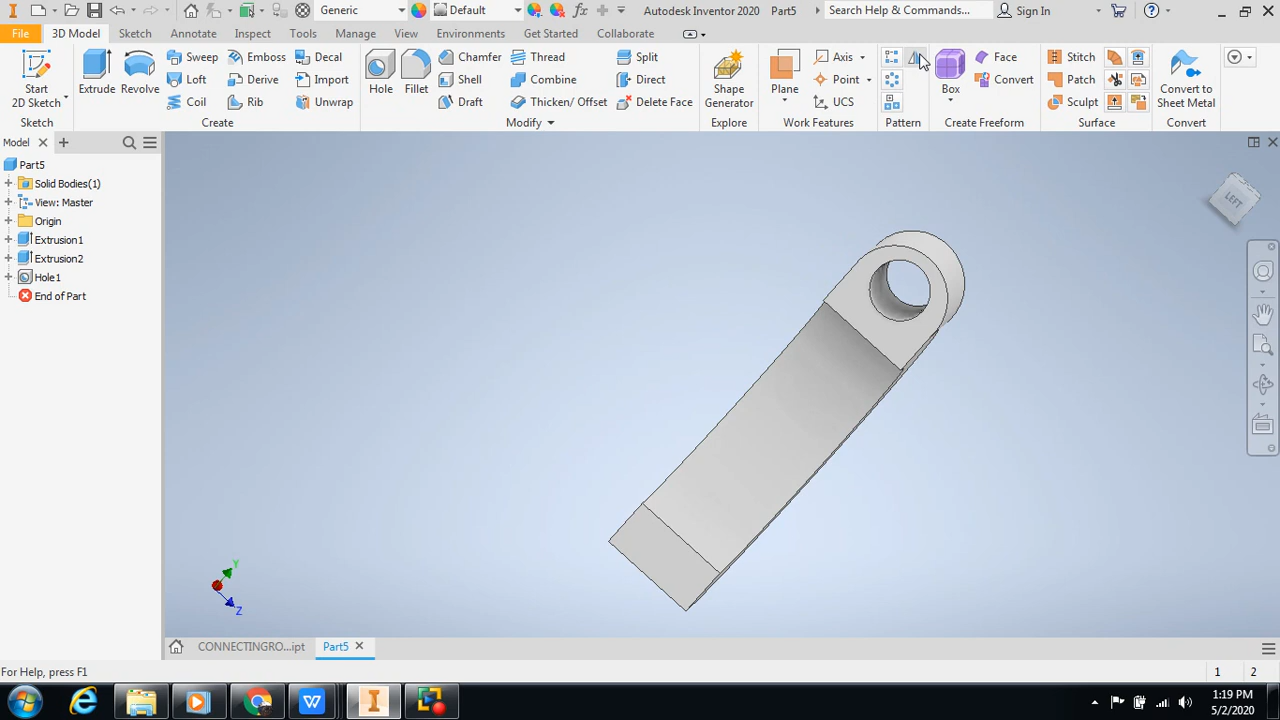 Generic Default Autodesk Inventor 2020 Part5 Search Help & Commands... Sign In
File 3D Model Sketch Annotate Inspect Tools Manage View Environments Get Started Collaborate
Start
2D Sketch
Sketch
Extrude Revolve
Sweep Emboss Decal
Loft Derive Import
Coil Rib Unwrap
Create
Hole Fillet
Chamfer Thread Split
Shell Combine Direct
Draft Thicken/ Offset Delete Face
Modify
Shape
Generator
Explore
Plane
Axis
Point
UCS
Work Features
Pattern
Box
Face
Convert
Create Freeform
Stitch
Patch
Sculpt
Surface
Convert to
Sheet Metal
Convert
Model
Part5
Solid Bodies(1)
View: Master
Origin
Extrusion1
Extrusion2
Hole1
End of Part
LEFT
Y
Z
CONNECTINGRO...ipt Part5
For Help, press F1 1 2
1:19 PM
5/2/2020